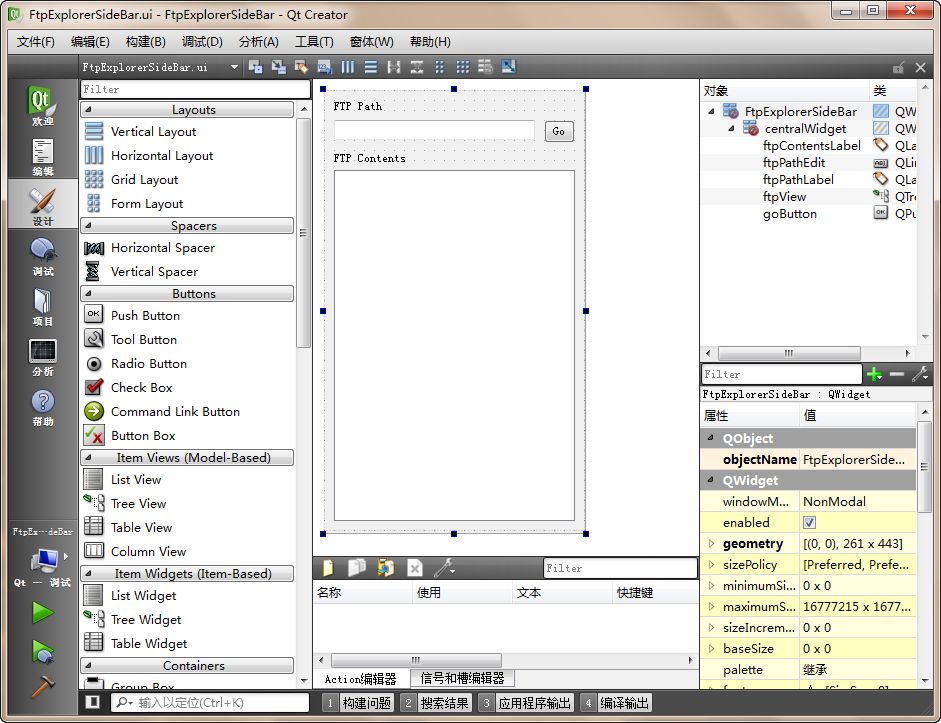 FtpExplorerSideBar.ui - FtpExplorerSideBar - Qt Creator
文件(F) 编辑(E) 构建(B) 调试(D) 分析(A) 工具(T) 窗体(W) 帮助(H)
FtpExplorerSideBar.ui
欢迎
编辑
设计
调试
项目
分析
帮助
FtpEx…deBar
Qt … 调试
Filter
Layouts
Vertical Layout
Horizontal Layout
Grid Layout
Form Layout
Spacers
Horizontal Spacer
Vertical Spacer
Buttons
OK Push Button
Tool Button
Radio Button
Check Box
Command Link Button
Button Box
Item Views (Model-Based)
List View
Tree View
Table View
Column View
Item Widgets (Item-Based)
List Widget
Tree Widget
Table Widget
Containers
Group Box
FTP Path
Go
FTP Contents
Filter
名称 使用 文本 快捷键
Action编辑器 信号和槽编辑器
对象 类
FtpExplorerSideBar QW
centralWidget QW
ftpContentsLabel QLa
ftpPathEdit QLi
ftpPathLabel QLa
ftpView QTr
goButton OK QPu
Filter
FtpExplorerSideBar : QWidget
属性 值
QObject
objectName FtpExplorerSide...
QWidget
windowM... NonModal
enabled
geometry [(0, 0), 261 x 443]
sizePolicy [Preferred, Prefe...
minimumSi... 0 x 0
maximumS... 16777215 x 1677...
sizeIncrem... 0 x 0
baseSize 0 x 0
palette 继承
输入以定位(Ctrl+K) 1 构建问题 2 搜索结果 3 应用程序输出 4 编译输出